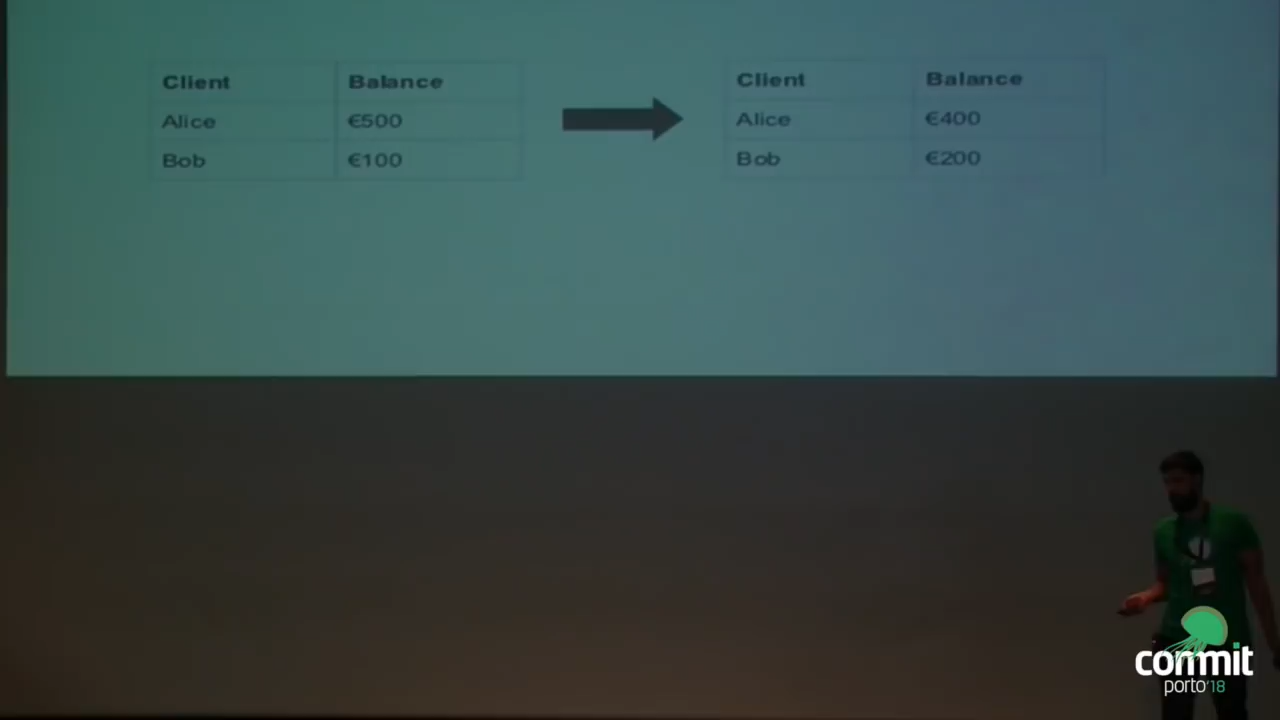 Client Balance
Alice €500
Bob €100
Client Balance
Alice €400
Bob €200
commit
porto'18